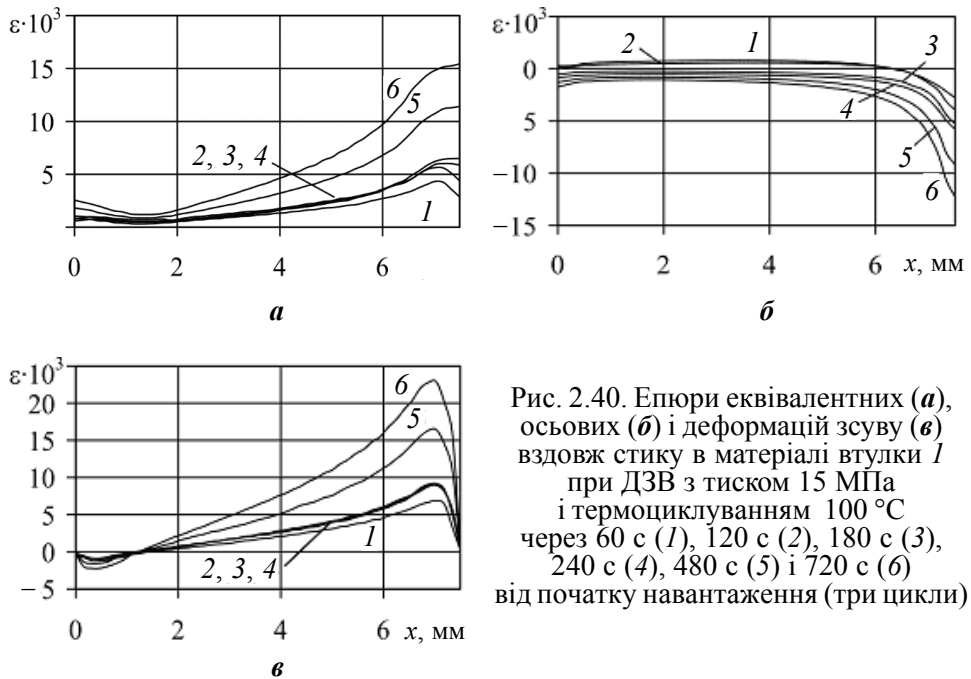 ε·10³
15
10
5
6
5
2, 3, 4
1
0
2
4
6
а
ε·10³
0
5
−10
−15
2
1
3
4
5
6
0
2
4
6
x, мм
б
ε·10³
20
15
10
5
0
−5
6
5
1
2, 3, 4
0
2
4
6
x, мм
в
Рис. 2.40. Епюри еквівалентних (а),
осьових (б) і деформацій зсуву (в)
вздовж стику в матеріалі втулки 1
при ДЗВ з тиском 15 МПа
і термоциклуванням 100 °С
через 60 с (1), 120 с (2), 180 с (3),
240 с (4), 480 с (5) і 720 с (6)
від початку навантаження (три цикли)